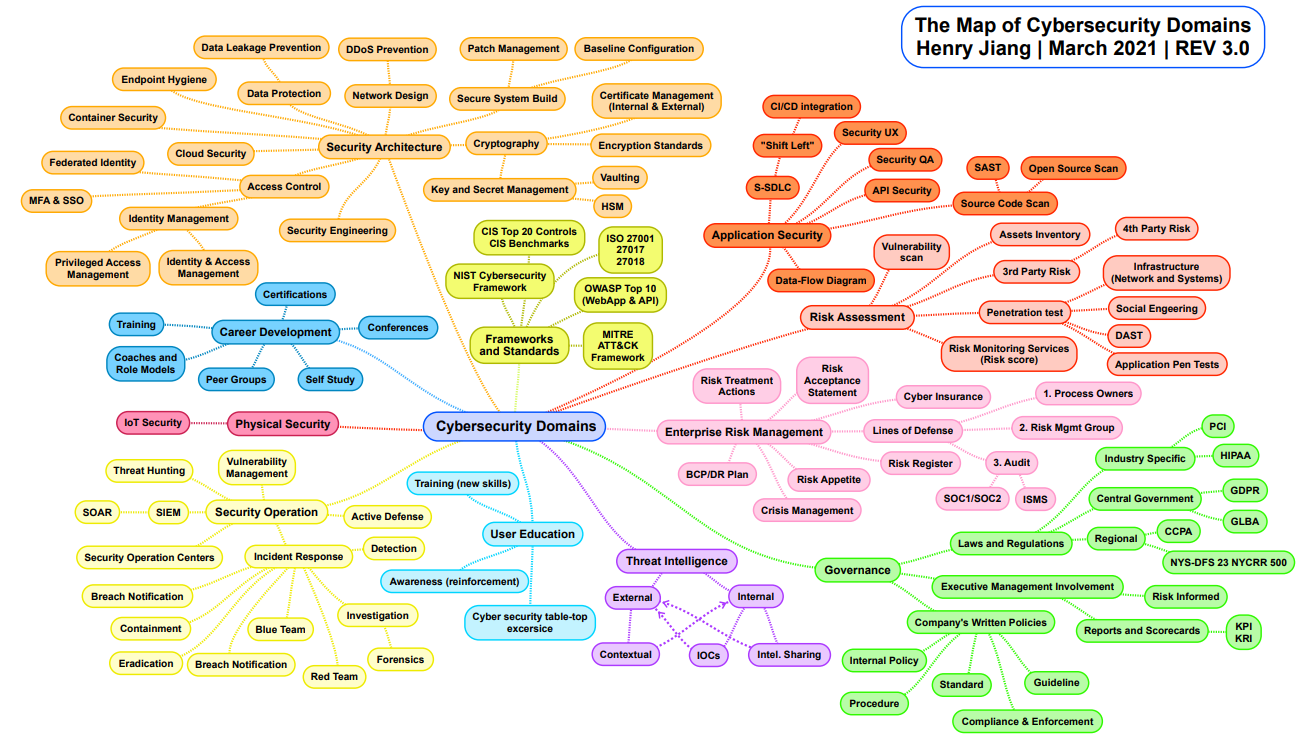 The Map of Cybersecurity Domains
Henry Jiang | March 2021 | REV 3.0
Data Leakage Prevention
DDoS Prevention
Patch Management
Baseline Configuration
Endpoint Hygiene
Data Protection
Network Design
Secure System Build
Certificate Management
(Internal & External)
Container Security
Cloud Security
Security Architecture
Cryptography
Encryption Standards
Federated Identity
Access Control
Key and Secret Management
Vaulting
HSM
MFA & SSO
Identity Management
Security Engineering
Privileged Access
Management
Identity & Access
Management
CI/CD integration
"Shift Left"
Security UX
Security QA
S-SDLC
API Security
SAST
Open Source Scan
Source Code Scan
Application Security
Data-Flow Diagram
CIS Top 20 Controls
CIS Benchmarks
ISO 27001
27017
27018
NIST Cybersecurity
Framework
OWASP Top 10
(WebApp & API)
Frameworks
and Standards
MITRE
ATT&CK
Framework
Vulnerability
scan
Assets Inventory
4th Party Risk
3rd Party Risk
Infrastructure
(Network and Systems)
Risk Assessment
Penetration test
Social Engeering
DAST
Risk Monitoring Services
(Risk score)
Application Pen Tests
Certifications
Training
Career Development
Conferences
Coaches and
Role Models
Peer Groups
Self Study
IoT Security
Physical Security
Cybersecurity Domains
Risk Treatment
Actions
Risk
Acceptance
Statement
Cyber Insurance
1. Process Owners
Enterprise Risk Management
Lines of Defense
2. Risk Mgmt Group
BCP/DR Plan
Risk Appetite
Risk Register
3. Audit
Crisis Management
SOC1/SOC2
ISMS
Threat Hunting
Vulnerability
Management
SOAR
SIEM
Security Operation
Active Defense
Security Operation Centers
Incident Response
Detection
Breach Notification
Containment
Blue Team
Investigation
Eradication
Breach Notification
Red Team
Forensics
Training (new skills)
User Education
Awareness (reinforcement)
Cyber security table-top
excersice
Threat Intelligence
External
Internal
Contextual
IOCs
Intel. Sharing
PCI
Industry Specific
HIPAA
Central Government
GDPR
GLBA
Laws and Regulations
Regional
CCPA
NYS-DFS 23 NYCRR 500
Governance
Executive Management Involvement
Risk Informed
Company's Written Policies
Reports and Scorecards
KPI
KRI
Internal Policy
Standard
Guideline
Procedure
Compliance & Enforcement